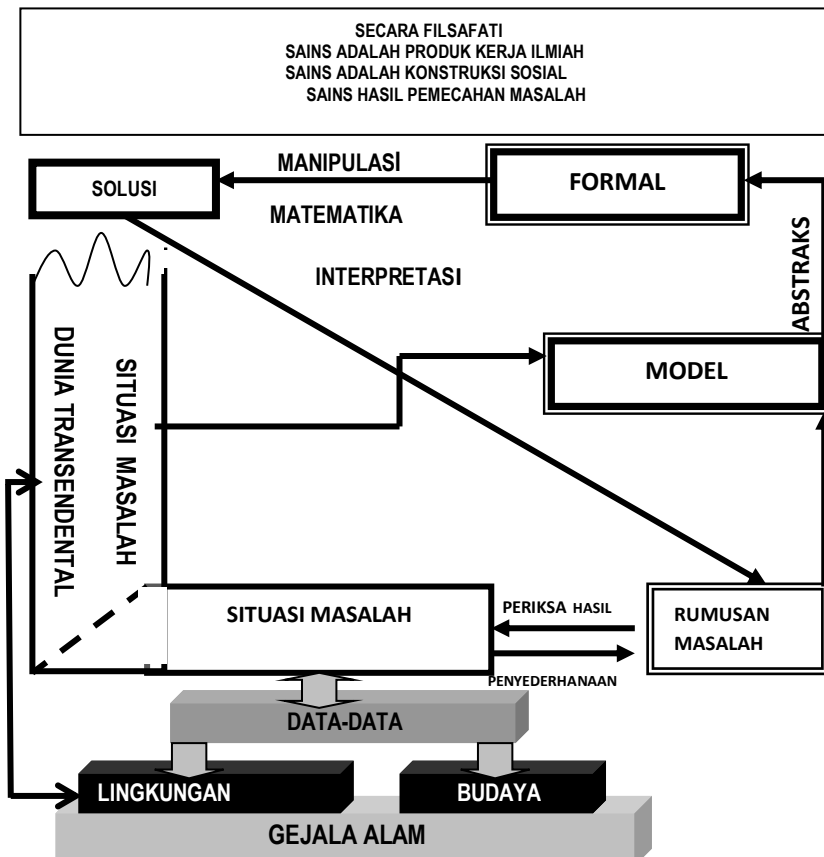 SECARA FILSAFATI
SAINS ADALAH PRODUK KERJA ILMIAH
SAINS ADALAH KONSTRUKSI SOSIAL
SAINS HASIL PEMECAHAN MASALAH
SOLUSI
MANIPULASI
MATEMATIKA
FORMAL
INTERPRETASI
ABSTRAKS
MODEL
DUNIA TRANSENDENTAL
SITUASI MASALAH
SITUASI MASALAH
PERIKSA HASIL
PENYEDERHANAAN
RUMUSAN
MASALAH
DATA-DATA
LINGKUNGAN
BUDAYA
GEJALA ALAM